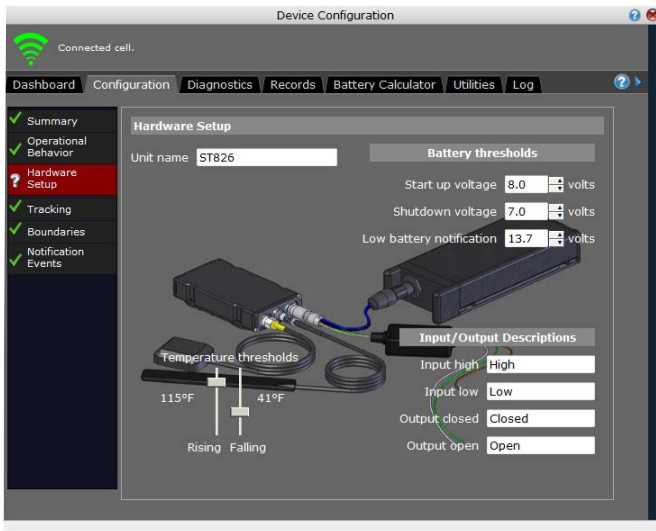 Device Configuration
Connected cell.
Dashboard Configuration Diagnostics Records Battery Calculator Utilities Log
Summary
Operational
Behavior
Hardware
Setup
Tracking
Boundaries
Notification
Events
Hardware Setup
Unit name ST826
Battery thresholds
Start up voltage 8.0 volts
Shutdown voltage 7.0 volts
Low battery notification 13.7 volts
Temperature thresholds
115°F 41°F
Rising Falling
Input/Output Descriptions
Input high High
Input low Low
Output closed Closed
Output open Open